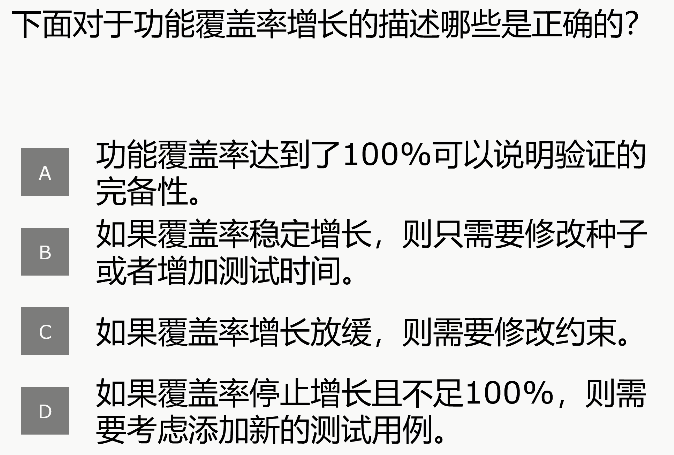 下面对于功能覆盖率增长的描述哪些是正确的？
A
功能覆盖率达到了100%可以说明验证的
完备性。
B
如果覆盖率稳定增长，则只需要修改种子
或者增加测试时间。
C
如果覆盖率增长放缓，则需要修改约束。
D
如果覆盖率停止增长且不足100%，则需
要考虑添加新的测试用例。